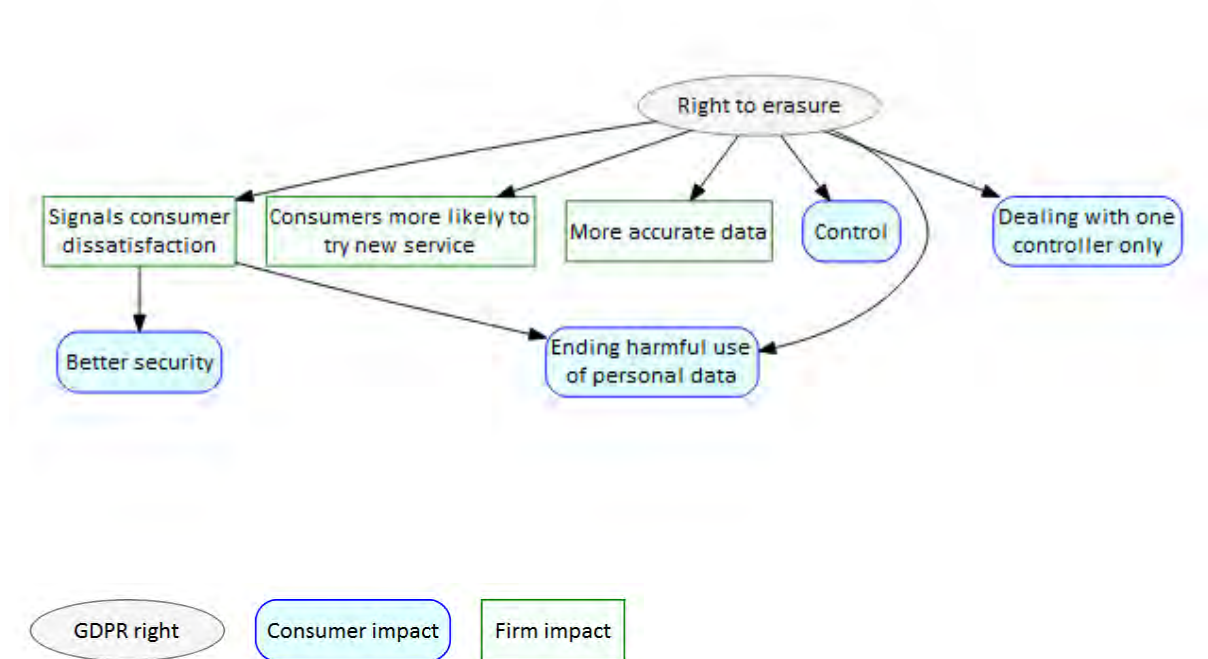 Right to erasure
Signals consumer
dissatisfaction
Consumers more likely to
try new service
More accurate data
Control
Dealing with one
controller only
Better security
Ending harmful use
of personal data
GDPR right
Consumer impact
Firm impact